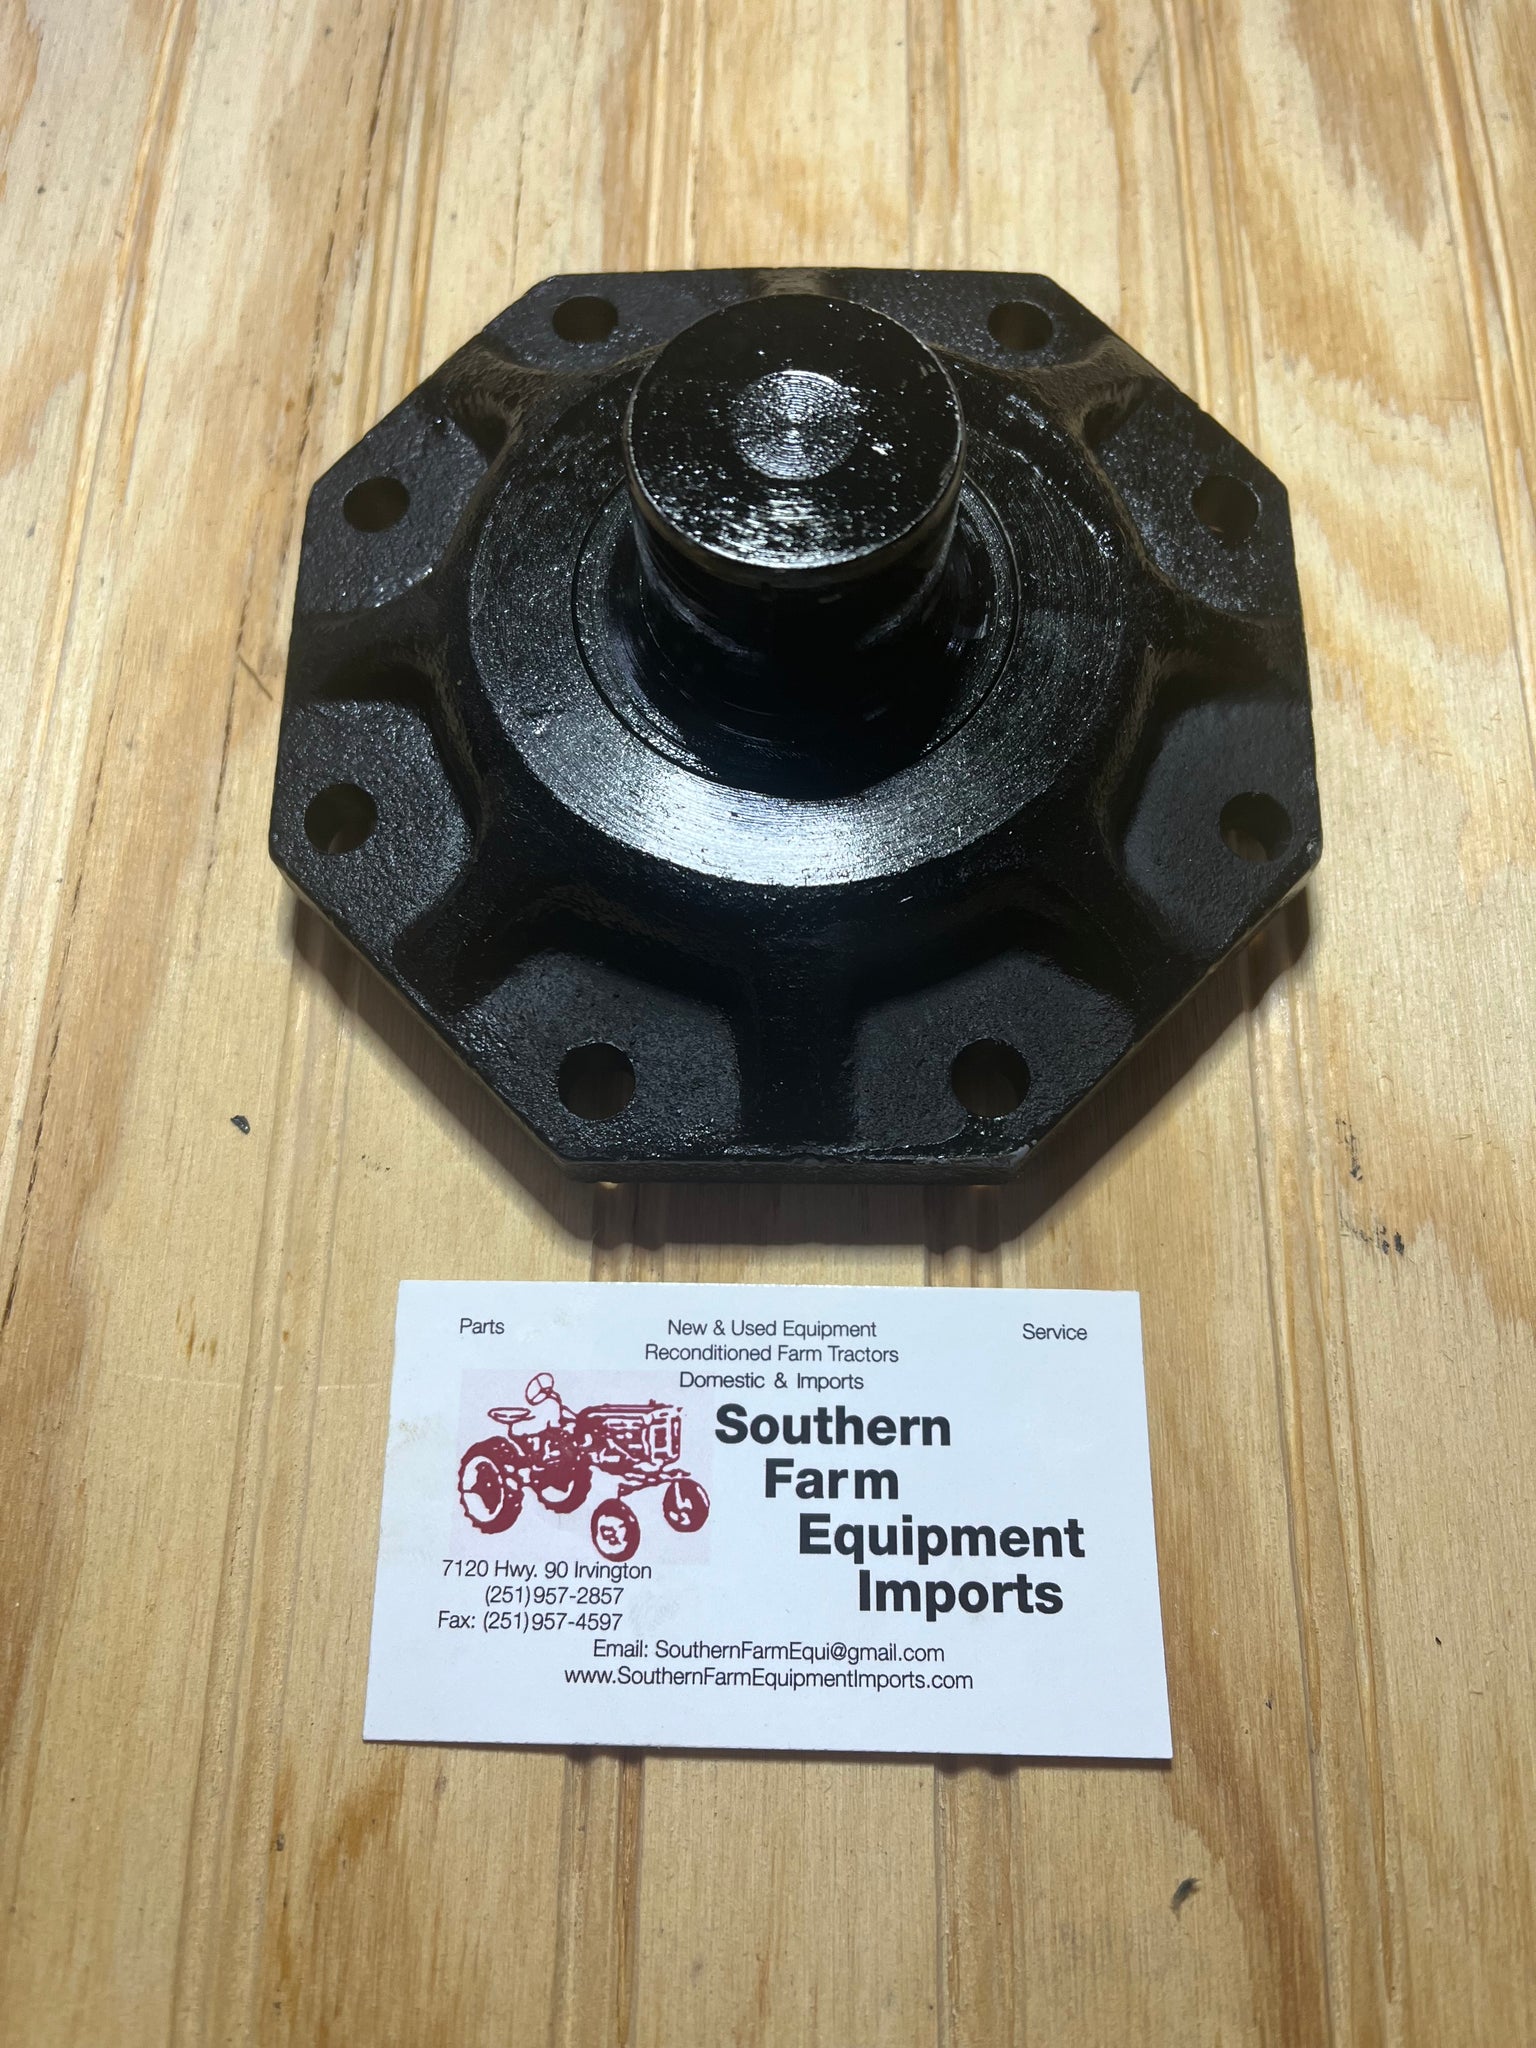 Parts
New & Used Equipment
Service
Reconditioned Farm Tractors
Domestic & Imports
Southern
Farm
Equipment
Imports
7120 Hwy. 90 Irvington
(251)957-2857
Fax: (251)957-4597
Email: SouthernFarmEqui@gmail.com
www.SouthernFarmEquipmentImports.com